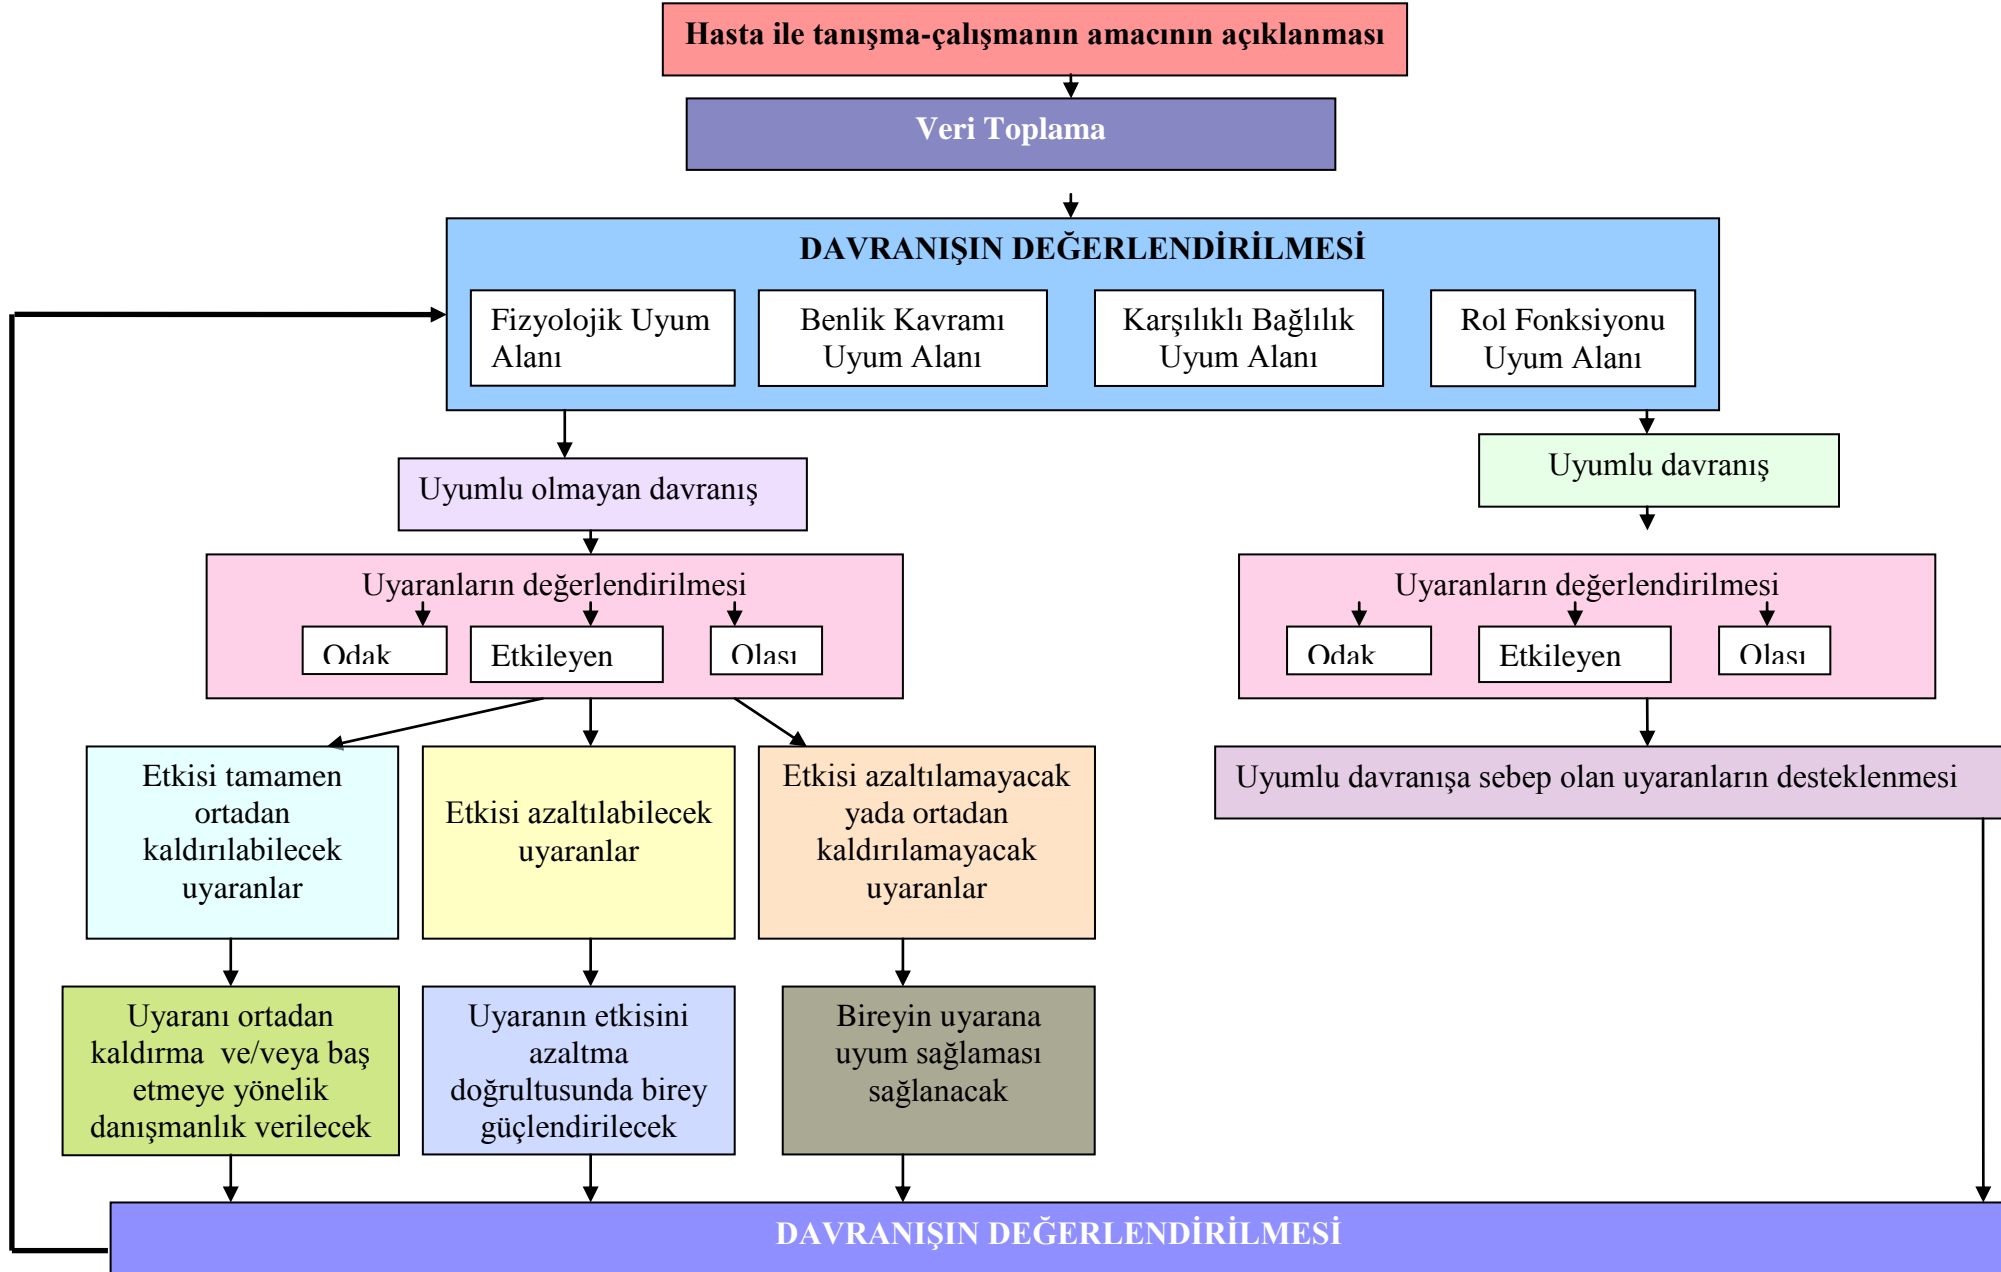 Hasta ile tanışma-çalışmanın amacının açıklanması
Veri Toplama
DAVRANIŞIN DEĞERLENDİRİLMESİ
Fizyolojik Uyum
Alanı
Benlik Kavramı
Uyum Alanı
Karşılıklı Bağlılık
Uyum Alanı
Rol Fonksiyonu
Uyum Alanı
Uyumlu olmayan davranış
Uyumlu davranış
Uyaranların değerlendirilmesi
Odak
Etkileyen
Olası
Uyaranların değerlendirilmesi
Odak
Etkileyen
Olası
Etkisi tamamen
ortadan
kaldırılabilecek
uyaranlar
Etkisi azaltılabilecek
uyaranlar
Etkisi azaltılamayacak
yada ortadan
kaldırılamayacak
uyaranlar
Uyumlu davranışa sebep olan uyaranların desteklenmesi
Uyaranı ortadan
kaldırma ve/veya baş
etmeye yönelik
danışmanlık verilecek
Uyaranın etkisini
azaltma
doğrultusunda birey
güçlendirilecek
Bireyin uyarana
uyum sağlaması
sağlanacak
DAVRANIŞIN DEĞERLENDİRİLMESİ